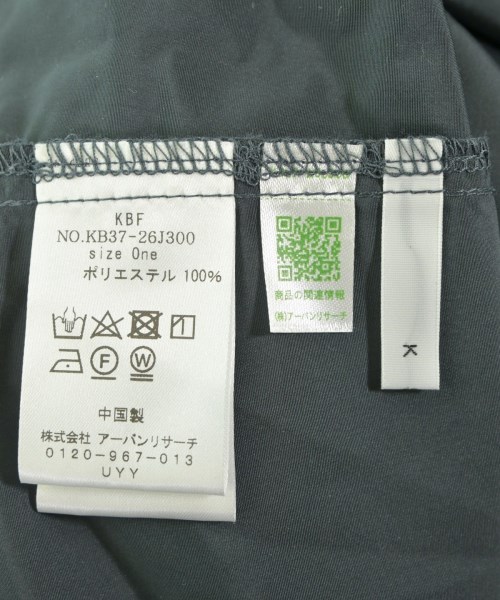 KBF
NO.KB37-26J300
size One
ポリエステル 100%
F
W
中国製
株式会社 アーバンリサーチ
0120-967-013
UYY
商品の関連情報
(株)アーバンリサーチ
K